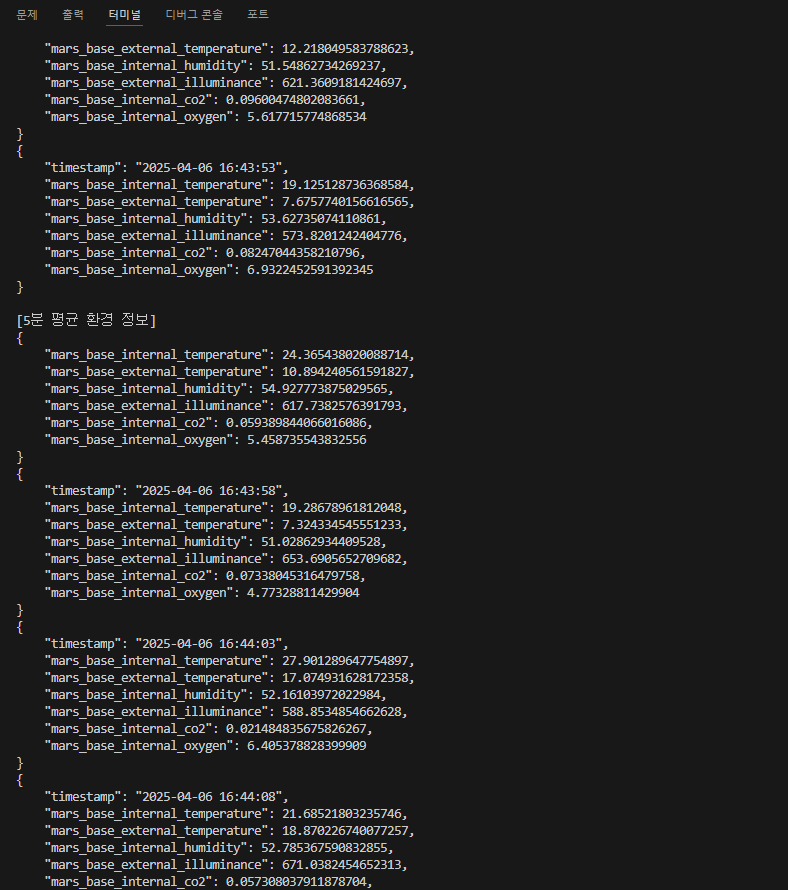 문제 출력 터미널 디버그 콘솔 포트
"mars_base_external_temperature": 12.218049583788623,
"mars_base_internal_humidity": 51.54862734269237,
"mars_base_external_illuminance": 621.3609181424697,
"mars_base_internal_co2": 0.09600474802083661,
"mars_base_internal_oxygen": 5.617715774868534
}
{
"timestamp": "2025-04-06 16:43:53",
"mars_base_internal_temperature": 19.125128736368584,
"mars_base_external_temperature": 7.6757740156616565,
"mars_base_internal_humidity": 53.62735074110861,
"mars_base_external_illuminance": 573.8201242404776,
"mars_base_internal_co2": 0.08247044358210796,
"mars_base_internal_oxygen": 6.9322452591392345
}
[5분 평균 환경 정보]
{
"mars_base_internal_temperature": 24.365438020088714,
"mars_base_external_temperature": 10.894240561591827,
"mars_base_internal_humidity": 54.927773875029565,
"mars_base_external_illuminance": 617.7382576391793,
"mars_base_internal_co2": 0.059389844066016086,
"mars_base_internal_oxygen": 5.458735543832556
}
{
"timestamp": "2025-04-06 16:43:58",
"mars_base_internal_temperature": 19.28678961812048,
"mars_base_external_temperature": 7.324334545551233,
"mars_base_internal_humidity": 51.02862934409528,
"mars_base_external_illuminance": 653.6905652709682,
"mars_base_internal_co2": 0.07338045316479758,
"mars_base_internal_oxygen": 4.77328811429904
}
{
"timestamp": "2025-04-06 16:44:03",
"mars_base_internal_temperature": 27.901289647754897,
"mars_base_external_temperature": 17.074931628172358,
"mars_base_internal_humidity": 52.16103972022984,
"mars_base_external_illuminance": 588.8534854662628,
"mars_base_internal_co2": 0.021484835675826267,
"mars_base_internal_oxygen": 6.405378828399909
}
{
"timestamp": "2025-04-06 16:44:08",
"mars_base_internal_temperature": 21.68521803235746,
"mars_base_external_temperature": 18.870226740077257,
"mars_base_internal_humidity": 52.785367590832855,
"mars_base_external_illuminance": 671.0382454652313,
"mars_base_internal_co2": 0.057308037911878704,